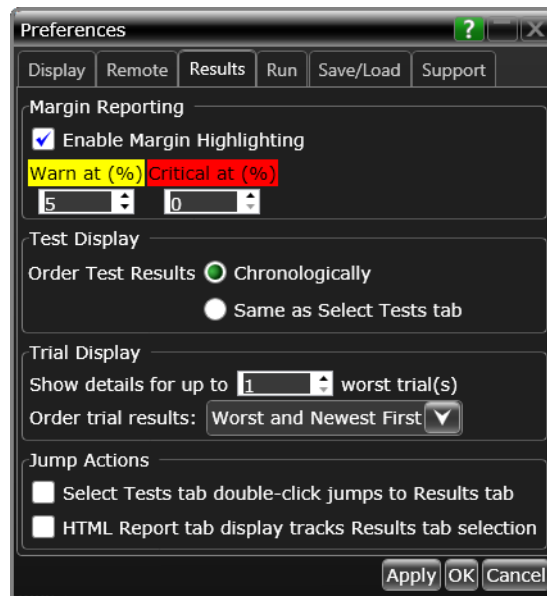 Preferences ?
Display Remote Results Run Save/Load Support
Margin Reporting
Enable Margin Highlighting
Warn at (%) Critical at (%)
5 0
Test Display
Order Test Results Chronologically
Same as Select Tests tab
Trial Display
Show details for up to 1 worst trial(s)
Order trial results: Worst and Newest First
Jump Actions
Select Tests tab double-click jumps to Results tab
HTML Report tab display tracks Results tab selection
Apply OK Cancel